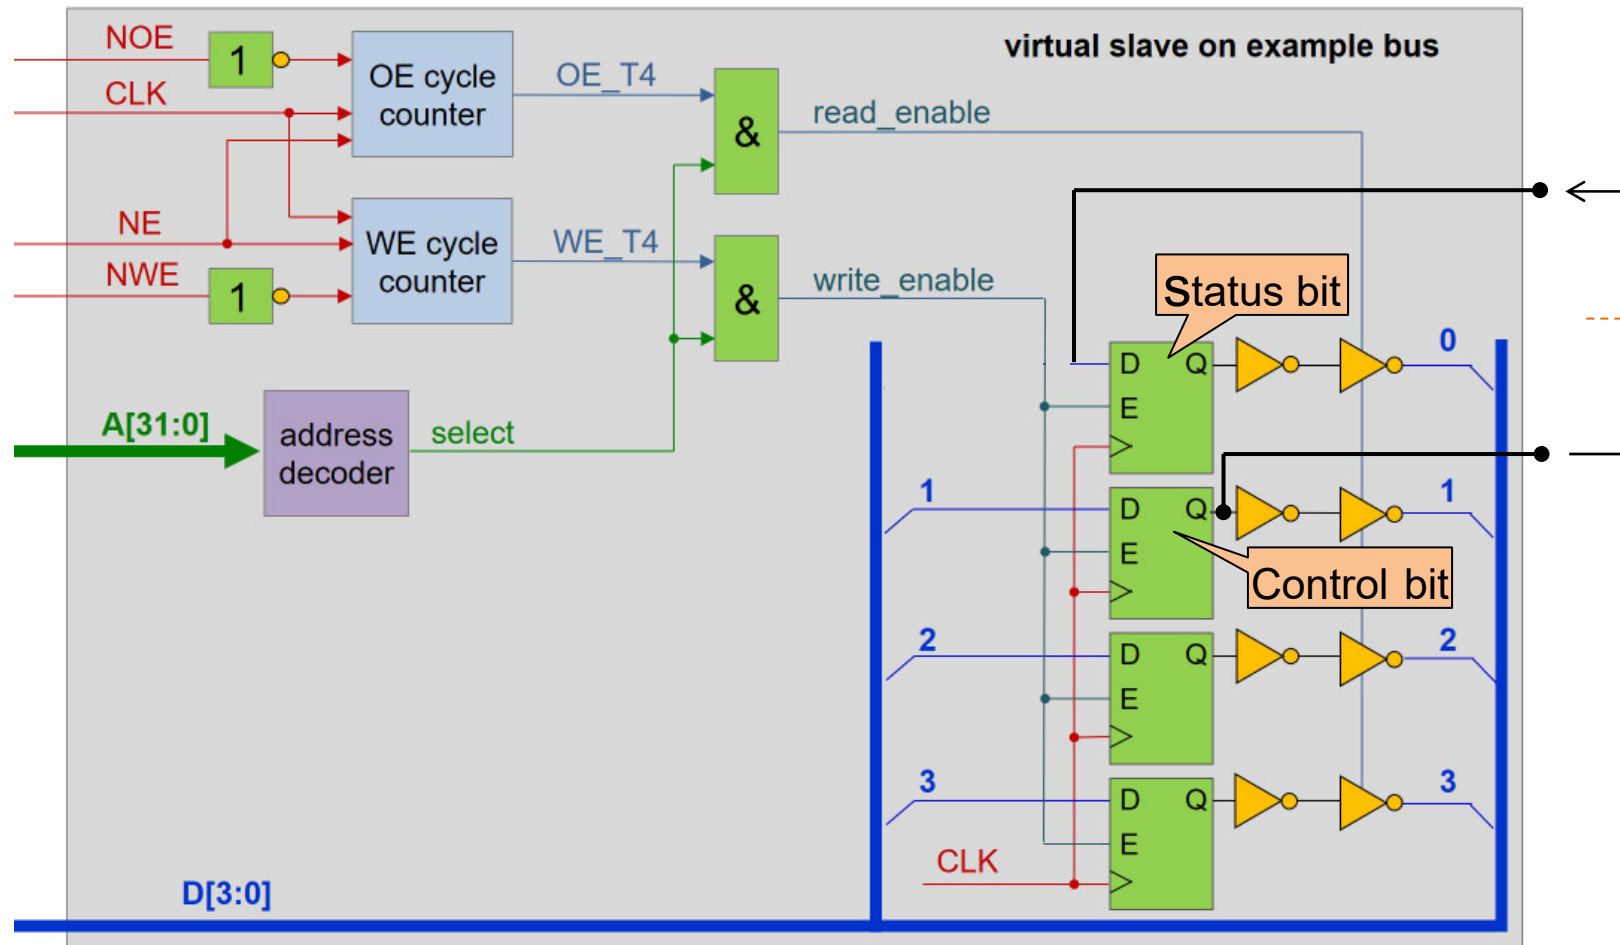 virtual slave on example bus
NOE
1
CLK
OE cycle
counter
OE_T4
&
read_enable
NE
NWE
1
WE cycle
counter
WE_T4
&
write_enable
Status bit
A[31:0]
address
decoder
select
D Q
E
0
1
D Q
E
1
Control bit
2
D Q
E
2
3
D Q
E
3
CLK
D[3:0]